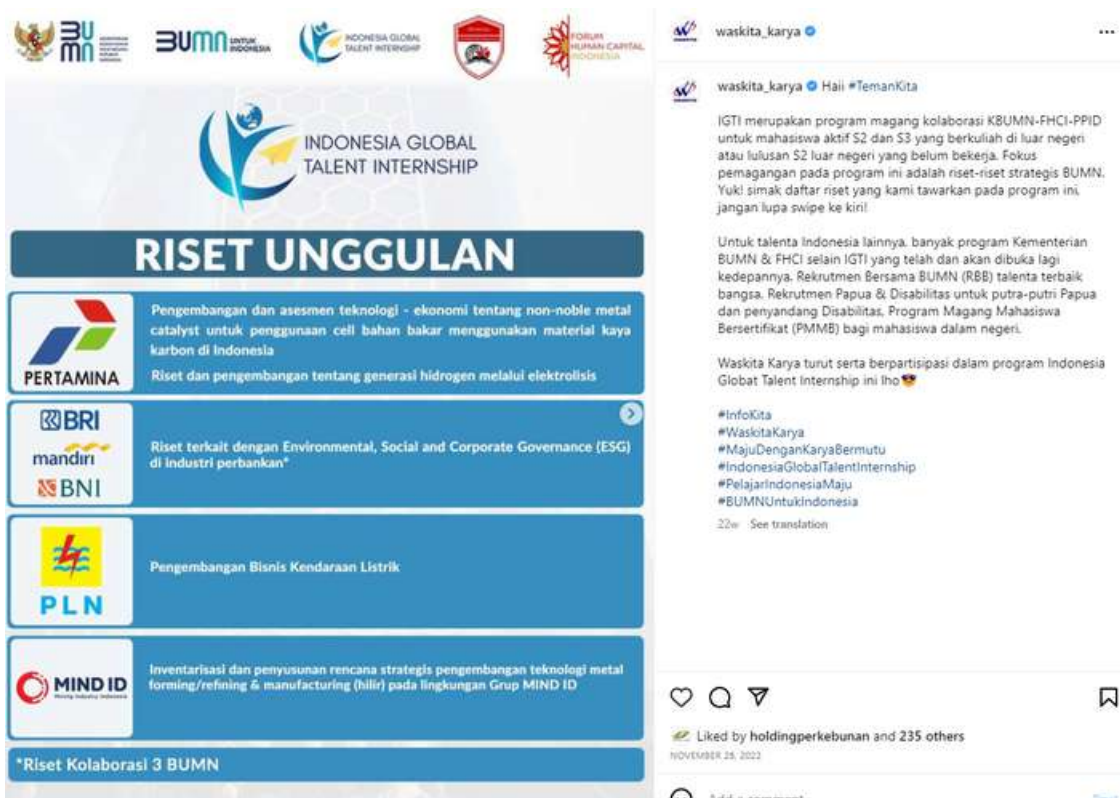 BUMN
BUMN UNTUK INDONESIA
INDONESIA GLOBAL
TALENT INTERNSHIP
FORUM
HUMAN CAPITAL
INDONESIA
INDONESIA GLOBAL
TALENT INTERNSHIP
RISET UNGGULAN
PERTAMINA
Pengembangan dan asesmen teknologi - ekonomi tentang non-noble metal
catalyst untuk penggunaan cell bahan bakar menggunakan material kaya
karbon di Indonesia
Riset dan pengembangan tentang generasi hidrogen melalui elektrolisis
BRI
mandiri
BNI
Riset terkait dengan Environmental, Social and Corporate Governance (ESG)
di industri perbankan*
PLN
Pengembangan Bisnis Kendaraan Listrik
MIND ID
Mining Industry Indonesia
Inventarisasi dan penyusunan rencana strategis pengembangan teknologi metal
forming/refining & manufacturing (hilir) pada lingkungan Grup MIND ID
*Riset Kolaborasi 3 BUMN
waskita_karya
waskita_karya Haii #TemanKita
IGTI merupakan program magang kolaborasi KBUMN-FHCI-PPID
untuk mahasiswa aktif S2 dan S3 yang berkuliah di luar negeri
atau lulusan S2 luar negeri yang belum bekerja. Fokus
pemagangan pada program ini adalah riset-riset strategis BUMN.
Yuk! simak daftar riset yang kami tawarkan pada program ini,
jangan lupa swipe ke kiri!
Untuk talenta Indonesia lainnya, banyak program Kementerian
BUMN & FHCI selain IGTI yang telah dan akan dibuka lagi
kedepannya. Rekrutmen Bersama BUMN (RBB) talenta terbaik
bangsa, Rekrutmen Papua & Disabilitas untuk putra-putri Papua
dan penyandang Disabilitas, Program Magang Mahasiswa
Bersertifikat (PMMB) bagi mahasiswa dalam negeri.
Waskita Karya turut serta berpartisipasi dalam program Indonesia
Globat Talent Internship ini lho😎
#InfoKita
#WaskitaKarya
#MajuDenganKaryaBermutu
#IndonesiaGlobalTalentInternship
#PelajarIndonesiaMaju
#BUMNUntukIndonesia
22w See translation
Liked by holdingperkebunan and 235 others
Add a comment